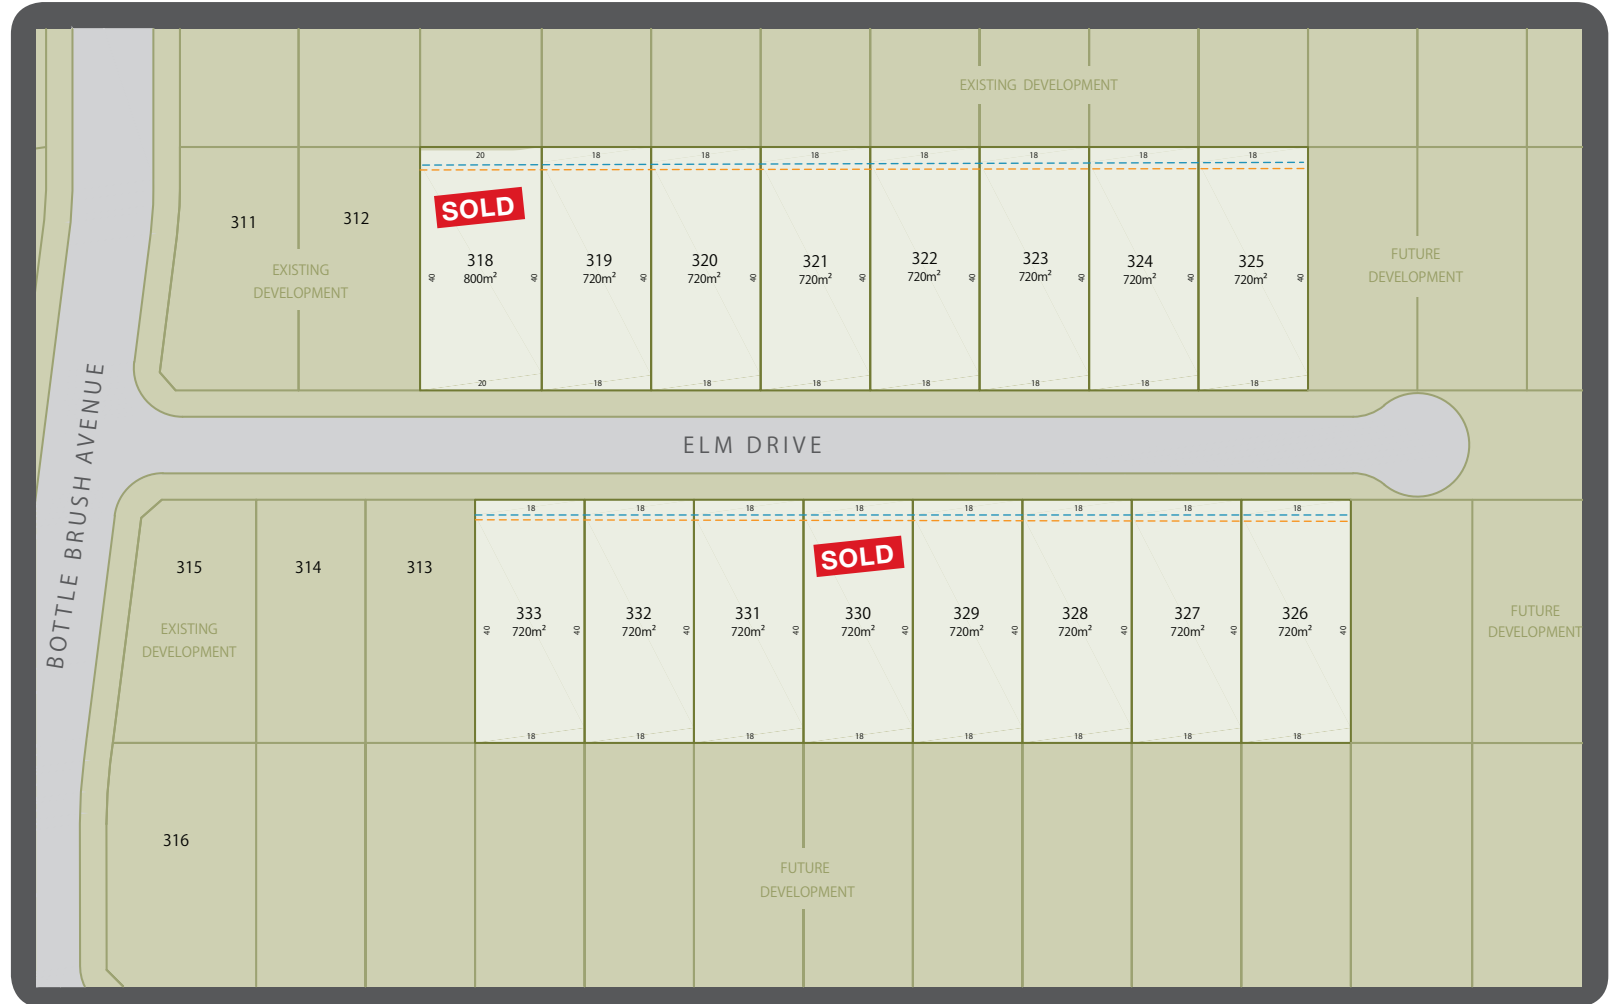 EXISTING DEVELOPMENT
20 18 18 18 18 18 18 18
SOLD
311
312
EXISTING
DEVELOPMENT
318 319 320 321 322 323 324 325
800m² 720m² 720m² 720m² 720m² 720m² 720m² 720m²
40 40 40 40 40 40 40 40 40
FUTURE
DEVELOPMENT
20 18 18 18 18 18 18 18
BOTTLE BRUSH AVENUE
ELM DRIVE
18 18 18 18 18 18 18 18
SOLD
315 314 313
EXISTING
DEVELOPMENT
333 332 331 330 329 328 327 326
720m² 720m² 720m² 720m² 720m² 720m² 720m² 720m²
40 40 40 40 40 40 40 40 40
FUTURE
DEVELOPMENT
18 18 18 18 18 18 18 18
316
FUTURE
DEVELOPMENT